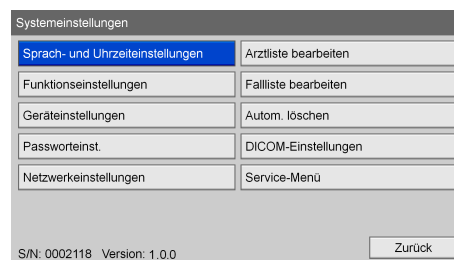 Systemeinstellungen
Sprach- und Uhrzeiteinstellungen
Arztliste bearbeiten
Funktionseinstellungen
Fallliste bearbeiten
Geräteinstellungen
Autom. löschen
Passworteinst.
DICOM-Einstellungen
Netzwerkeinstellungen
Service-Menü
S/N: 0002118 Version: 1.0.0
Zurück